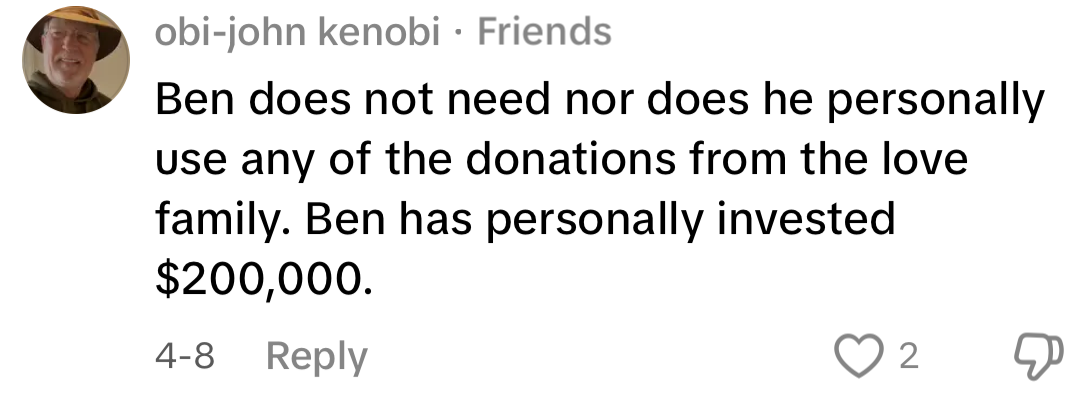 obi-john kenobi · Friends
Ben does not need nor does he personally
use any of the donations from the love
family. Ben has personally invested
$200,000.
4-8 Reply 2